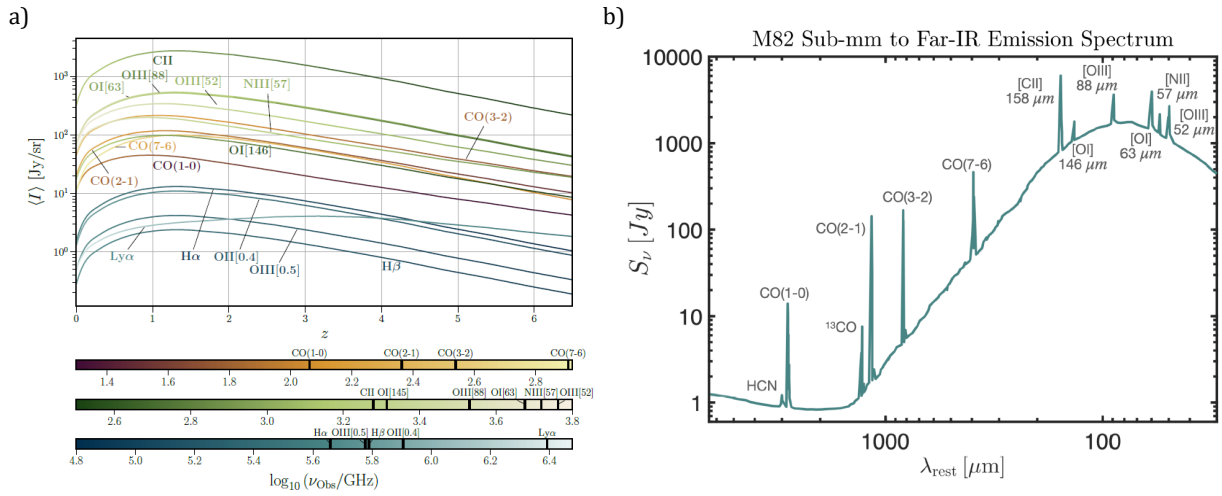 a)
⟨I⟩ [Jy/sr]
10³
10²
10¹
10⁰
CII
OIII[88]
OI[63]
OIII[52]
NIII[57]
CO(3-2)
CO(7-6)
OI[146]
CO(1-0)
CO(2-1)
Lyα
Hα
OII[0.4]
OIII[0.5]
Hβ
0 1 2 3 4 5 6
z
CO(1-0) CO(2-1) CO(3-2) CO(7-6)
1.4 1.6 1.8 2.0 2.2 2.4 2.6 2.8
CII OI[145] OIII[88] OI[63] NIII[57] OIII[52]
2.6 2.8 3.0 3.2 3.4 3.6 3.8
Hα OIII[0.5] Hβ OII[0.4] Lyα
4.8 5.0 5.2 5.4 5.6 5.8 6.0 6.2 6.4
log₁₀(νObs/GHz)
b)
M82 Sub-mm to Far-IR Emission Spectrum
Sν [Jy]
10000
1000
100
10
1
HCN
CO(1-0)
¹³CO
CO(2-1)
CO(3-2)
CO(7-6)
[CII]
158 μm
[OI]
146 μm
[OIII]
88 μm
[OI]
63 μm
[NII]
57 μm
[OIII]
52 μm
1000 100
λrest [μm]